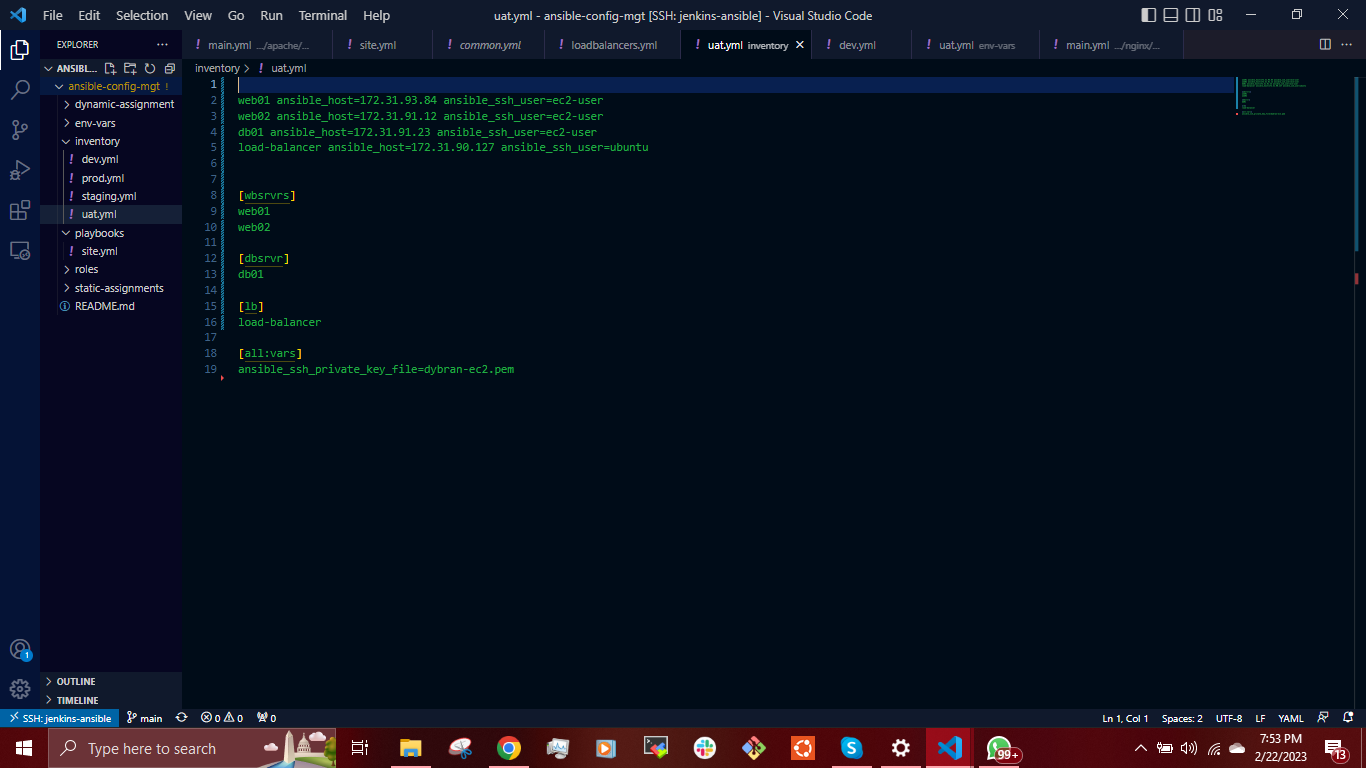 File Edit Selection View Go Run Terminal Help
uat.yml - ansible-config-mgt [SSH: jenkins-ansible] - Visual Studio Code
EXPLORER
main.yml .../apache/...
site.yml
common.yml
loadbalancers.yml
uat.yml inventory
dev.yml
uat.yml env-vars
main.yml .../nginx/...
ANSIBL...
ansible-config-mgt
dynamic-assignment
env-vars
inventory
dev.yml
prod.yml
staging.yml
uat.yml
playbooks
site.yml
roles
static-assignments
README.md
OUTLINE
TIMELINE
inventory > uat.yml
1
2 web01 ansible_host=172.31.93.84 ansible_ssh_user=ec2-user
3 web02 ansible_host=172.31.91.12 ansible_ssh_user=ec2-user
4 db01 ansible_host=172.31.91.23 ansible_ssh_user=ec2-user
5 load-balancer ansible_host=172.31.90.127 ansible_ssh_user=ubuntu
6
7
8 [wbsrvrs]
9 web01
10 web02
11
12 [dbsrvr]
13 db01
14
15 [lb]
16 load-balancer
17
18 [all:vars]
19 ansible_ssh_private_key_file=dybran-ec2.pem
1
SSH: jenkins-ansible main 0 0 0
Ln 1, Col 1 Spaces: 2 UTF-8 LF YAML
Type here to search
99+
7:53 PM
2/22/2023
13